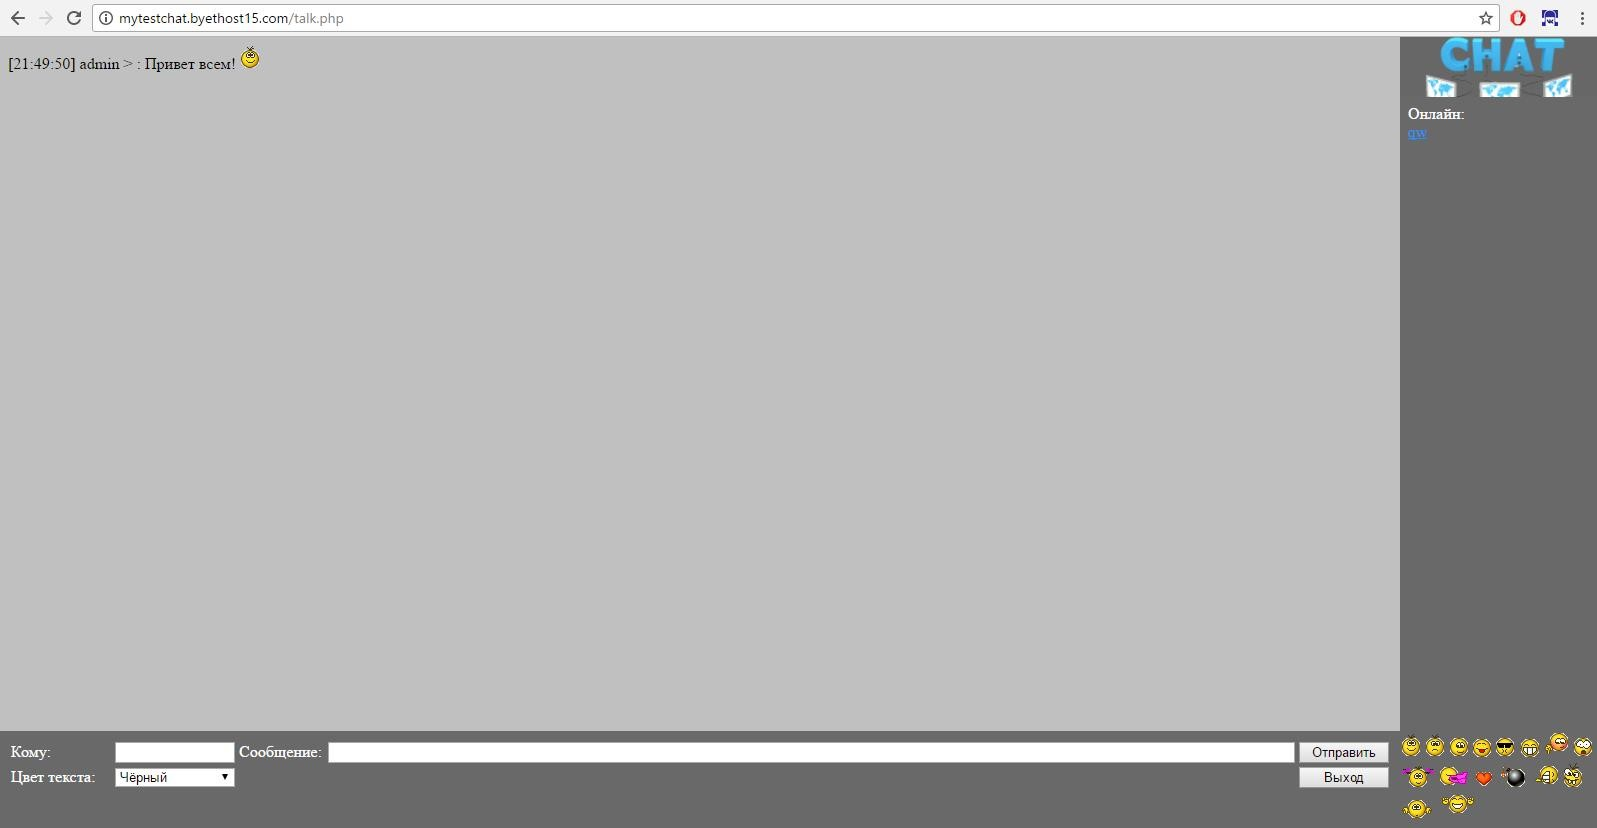 mytestchat.byethost15.com/talk.php
[21:49:50] admin > : Привет всем!
CHAT
Онлайн:
qw
Кому: Сообщение: Отправить
Цвет текста: Чёрный Выход